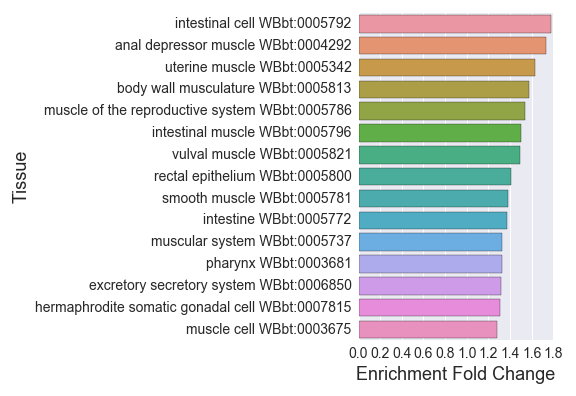 intestinal cell WBbt:0005792
anal depressor muscle WBbt:0004292
uterine muscle WBbt:0005342
body wall musculature WBbt:0005813
muscle of the reproductive system WBbt:0005786
intestinal muscle WBbt:0005796
vulval muscle WBbt:0005821
rectal epithelium WBbt:0005800
smooth muscle WBbt:0005781
intestine WBbt:0005772
muscular system WBbt:0005737
pharynx WBbt:0003681
excretory secretory system WBbt:0006850
hermaphrodite somatic gonadal cell WBbt:0007815
muscle cell WBbt:0003675
Tissue
0.0 0.2 0.4 0.6 0.8 1.0 1.2 1.4 1.6 1.8
Enrichment Fold Change